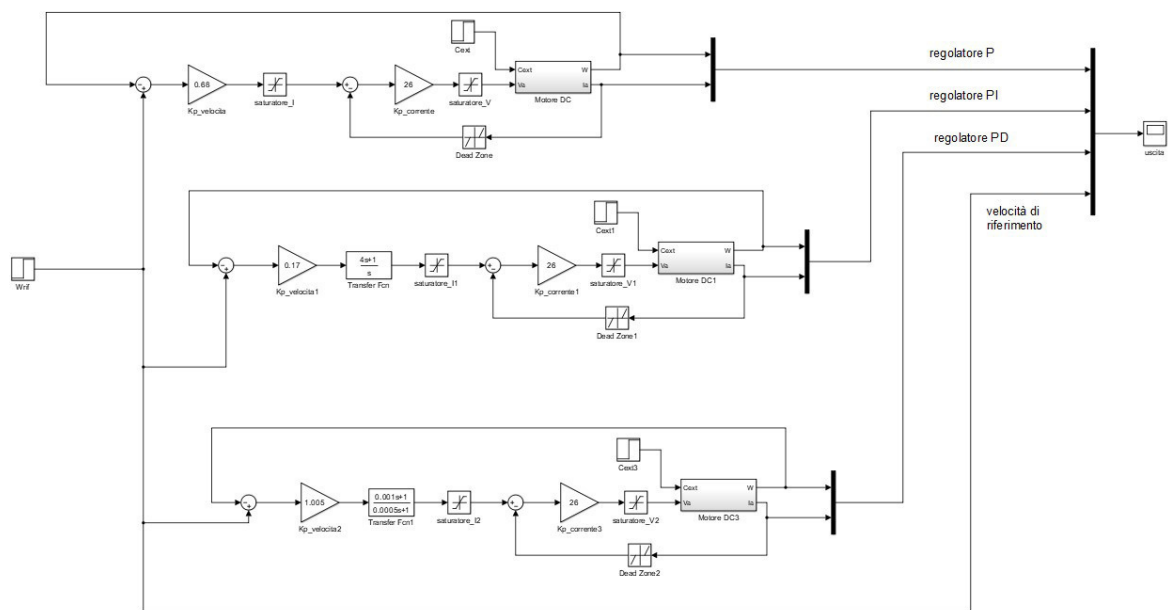 Cext
regolatore P
Cext
Va
W
Ia
Motore DC
0.68
Kp_velocita
saturatore_I
26
Kp_corrente
saturatore_V
Dead Zone
regolatore PI
regolatore PD
uscita
velocità di
riferimento
Cext1
Cext
Va
W
Ia
Motore DC1
0.17
Kp_velocita1
4s+1
s
Transfer Fcn
saturatore_I1
26
Kp_corrente1
saturatore_V1
Dead Zone1
Wrif
Cext3
Cext
Va
W
Ia
Motore DC3
1.005
Kp_velocita2
0.001s+1
0.0005s+1
Transfer Fcn1
saturatore_I2
26
Kp_corrente3
saturatore_V2
Dead Zone2